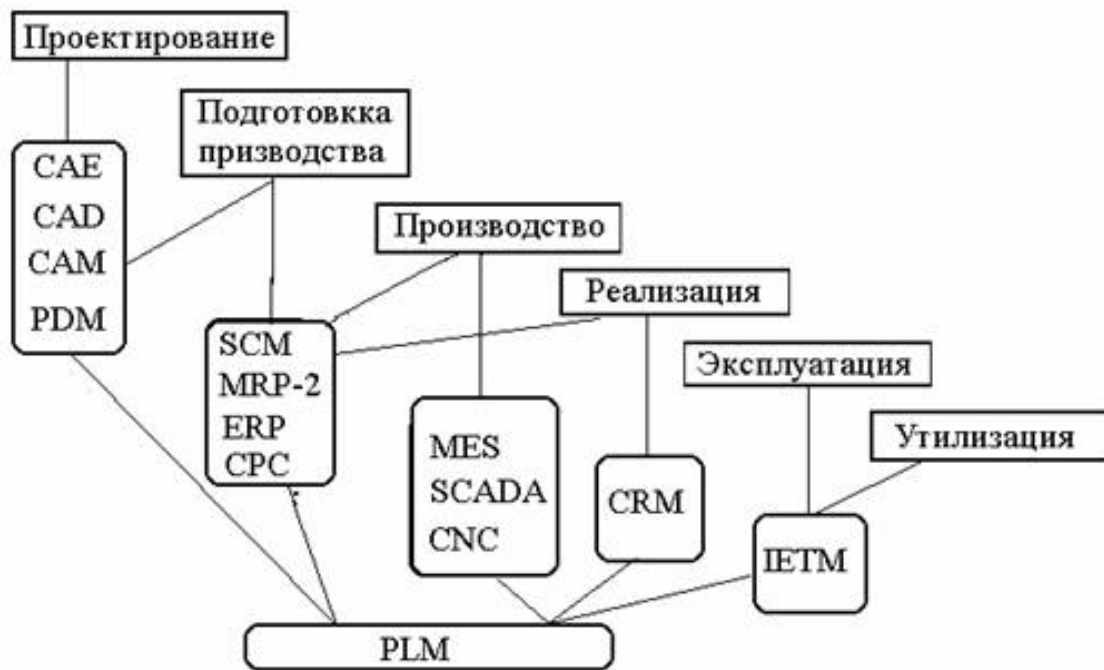 Проектирование
Подготовкка
призводства
CAE
CAD
CAM
PDM
Производство
Реализация
SCM
MRP-2
ERP
CPC
Эксплуатация
MES
SCADA
CNC
Утилизация
CRM
IETM
PLM